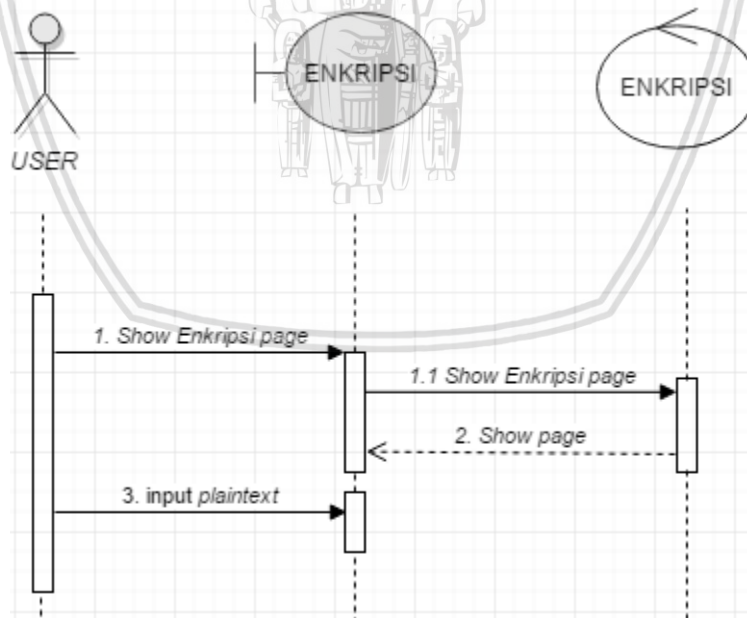 ENKRIPSI
ENKRIPSI
USER
1. Show Enkripsi page
1.1 Show Enkripsi page
2. Show page
3. input plaintext